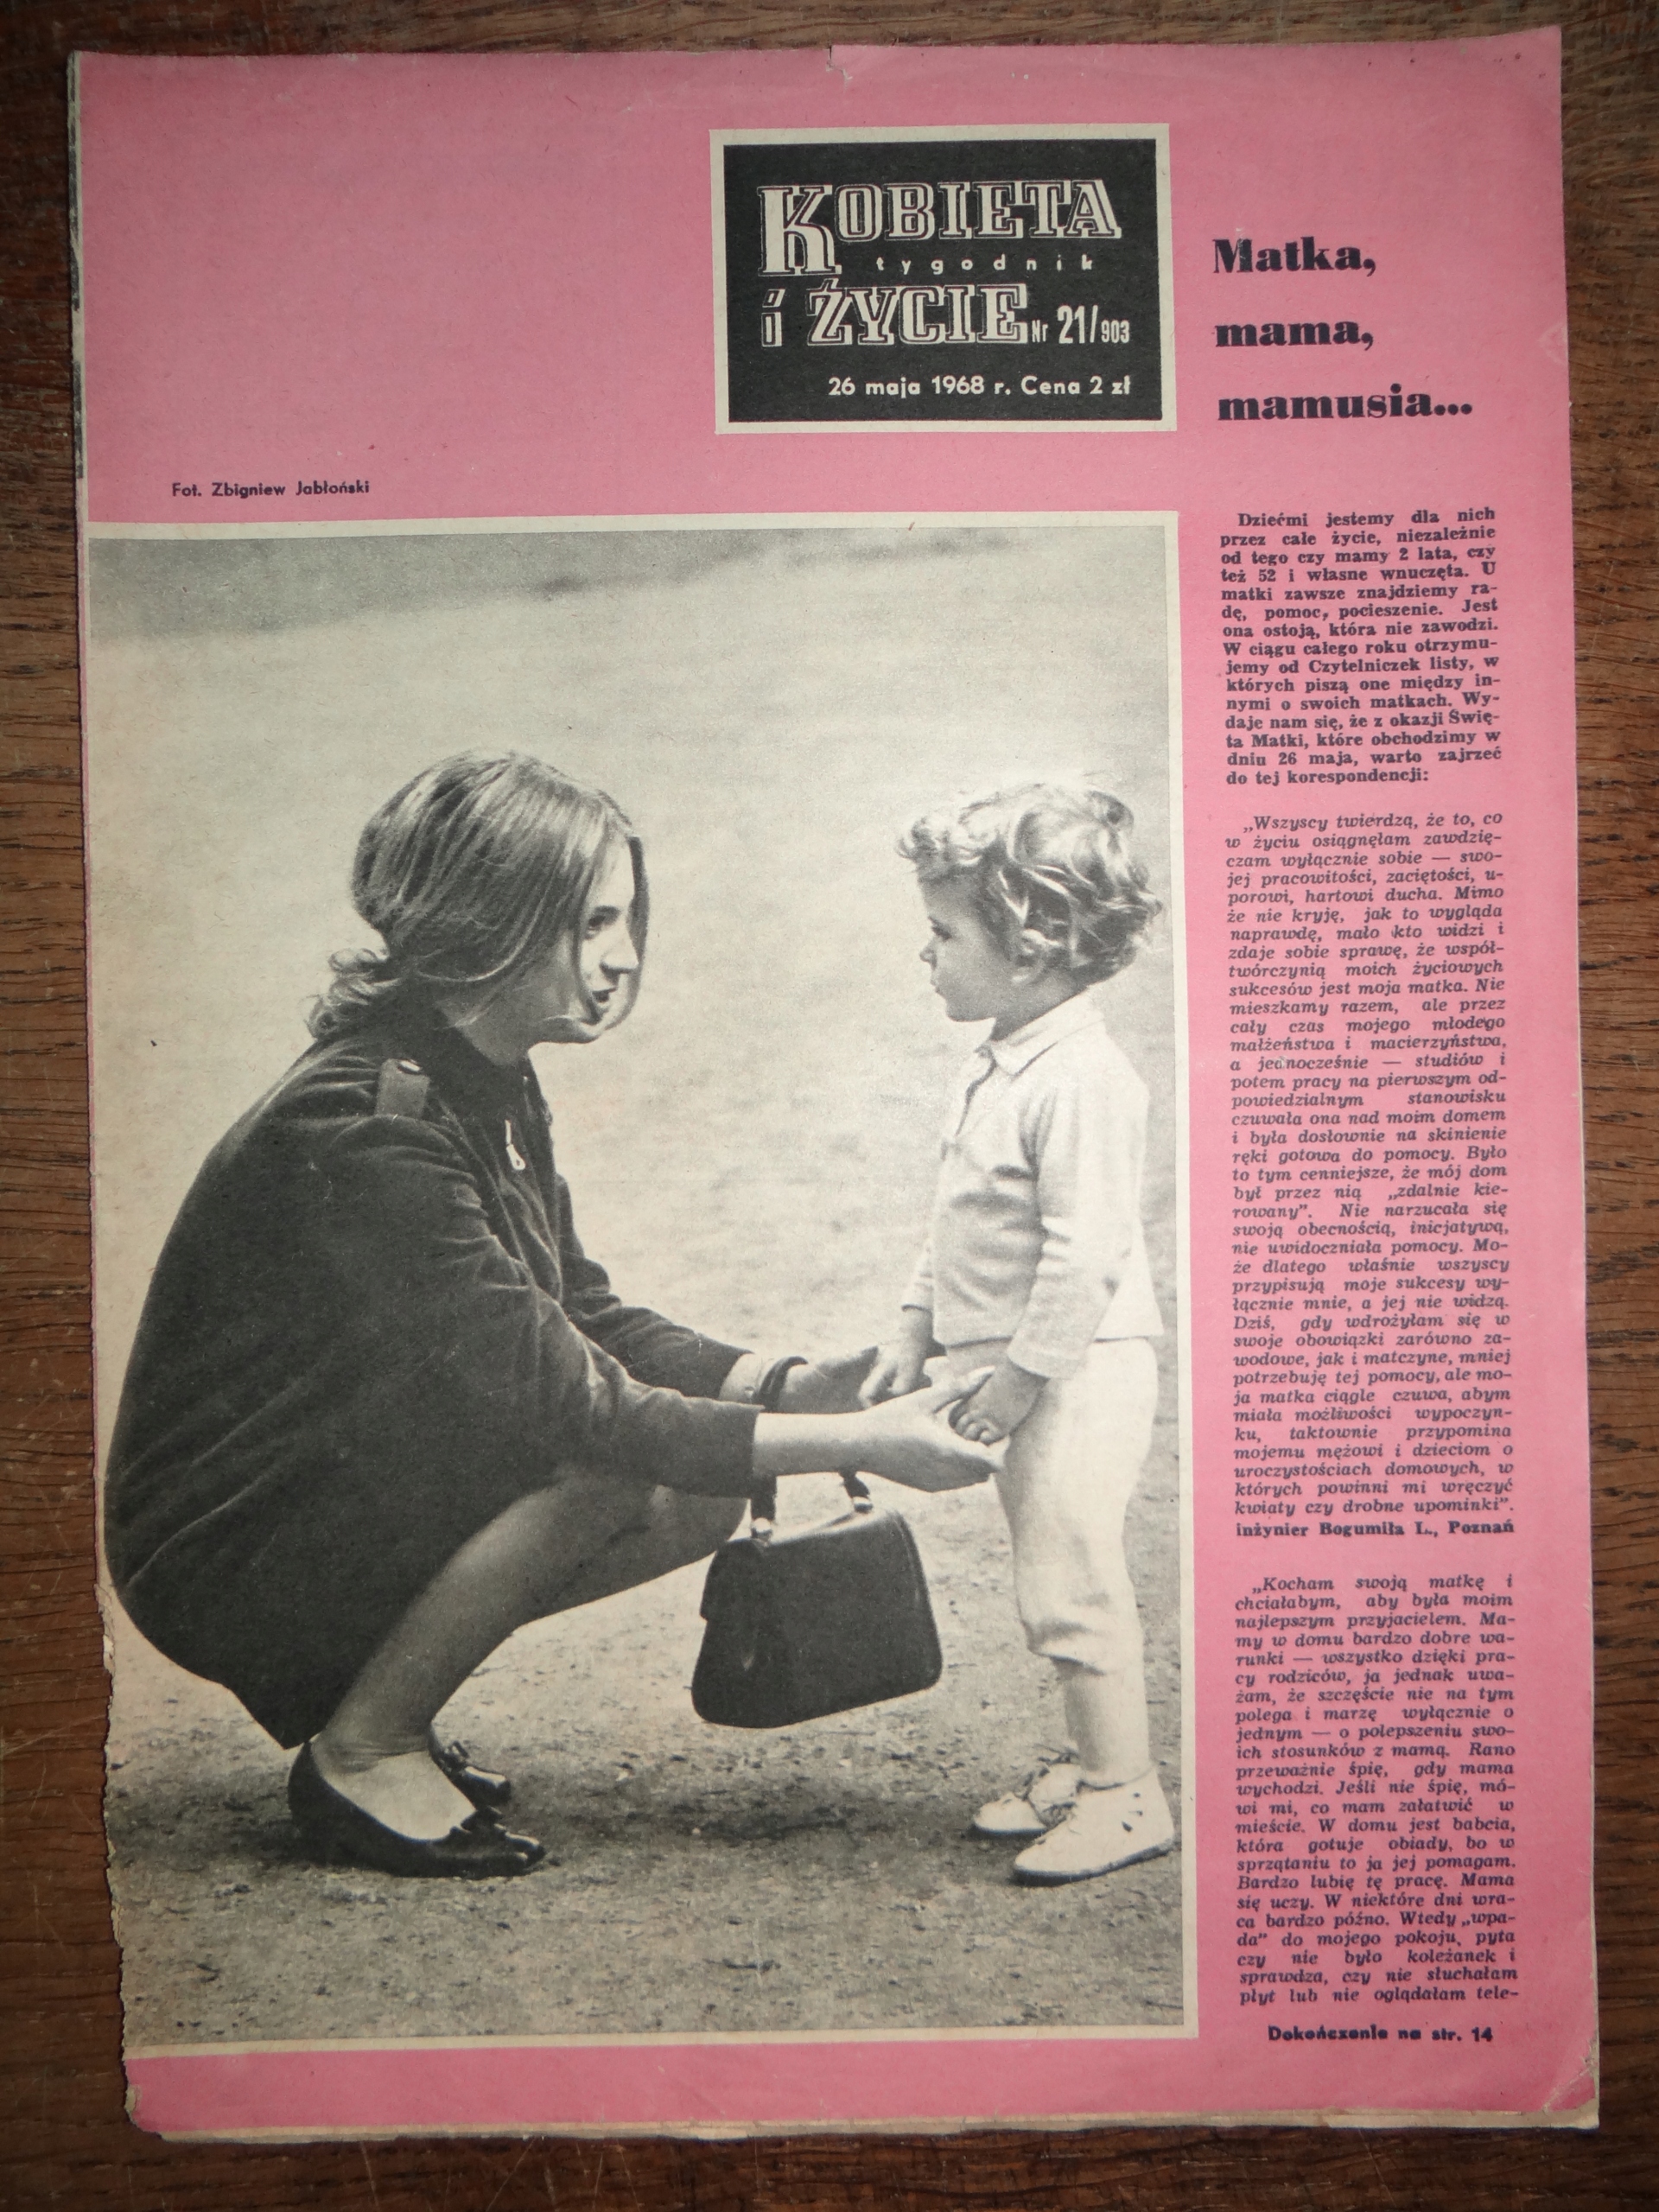 KOBIETA
tygodnik
i ŻYCIE Nr 21/903
26 maja 1968 r. Cena 2 zł
Matka,
mama,
mamusia...
Fot. Zbigniew Jabłoński
Dziećmi jestemy dla nich
przez całe życie, niezależnie
od tego czy mamy 2 lata, czy
też 52 i własne wnuczęta. U
matki zawsze znajdziemy ra-
dę, pomoc, pocieszenie. Jest
ona ostoją, która nie zawodzi.
W ciągu całego roku otrzymu-
jemy od Czytelniczek listy, w
których piszą one między in-
nymi o swoich matkach. Wy-
daje nam się, że z okazji Świę-
ta Matki, które obchodzimy w
dniu 26 maja, warto zajrzeć
do tej korespondencji:
„Wszyscy twierdzą, że to, co
w życiu osiągnęłam zawdzię-
czam wyłącznie sobie — swo-
jej pracowitości, zaciętości, u-
porowi, hartowi ducha. Mimo
że nie kryję, jak to wygląda
naprawdę, mało kto widzi i
zdaje sobie sprawę, że współ-
twórczynią moich życiowych
sukcesów jest moja matka. Nie
mieszkamy razem, ale przez
cały czas mojego młodego
małżeństwa i macierzyństwa,
a jednocześnie — studiów i
potem pracy na pierwszym od-
powiedzialnym stanowisku
czuwała ona nad moim domem
i była dosłownie na skinienie
ręki gotowa do pomocy. Było
to tym cenniejsze, że mój dom
był przez nią „zdalnie kie-
rowany”. Nie narzucała się
swoją obecnością, inicjatywą,
nie uwidoczniała pomocy. Mo-
że dlatego właśnie wszyscy
przypisują moje sukcesy wy-
łącznie mnie, a jej nie widzą.
Dziś, gdy wdrożyłam się w
swoje obowiązki zarówno za-
wodowe, jak i matczyne, mniej
potrzebuję tej pomocy, ale mo-
ja matka ciągle czuwa, abym
miała możliwości wypoczyn-
ku, taktownie przypomina
mojemu mężowi i dzieciom o
uroczystościach domowych, w
których powinni mi wręczyć
kwiaty czy drobne upominki”.
inżynier Bogumiła L., Poznań
„Kocham swoją matkę i
chciałabym, aby była moim
najlepszym przyjacielem. Ma-
my w domu bardzo dobre wa-
runki — wszystko dzięki pra-
cy rodziców, ja jednak uwa-
żam, że szczęście nie na tym
polega i marzę wyłącznie o
jednym — o polepszeniu swo-
ich stosunków z mamą. Rano
przeważnie śpię, gdy mama
wychodzi. Jeśli nie śpię, mó-
wi mi, co mam załatwić w
mieście. W domu jest babcia,
która gotuje obiady, bo w
sprzątaniu to ja jej pomagam.
Bardzo lubię tę pracę. Mama
się uczy. W niektóre dni wra-
ca bardzo późno. Wtedy „wpa-
da” do mojego pokoju, pyta
czy nie było koleżanek i
sprawdza, czy nie słuchałam
płyt lub nie oglądałam tele-
Dokończenie na str. 14